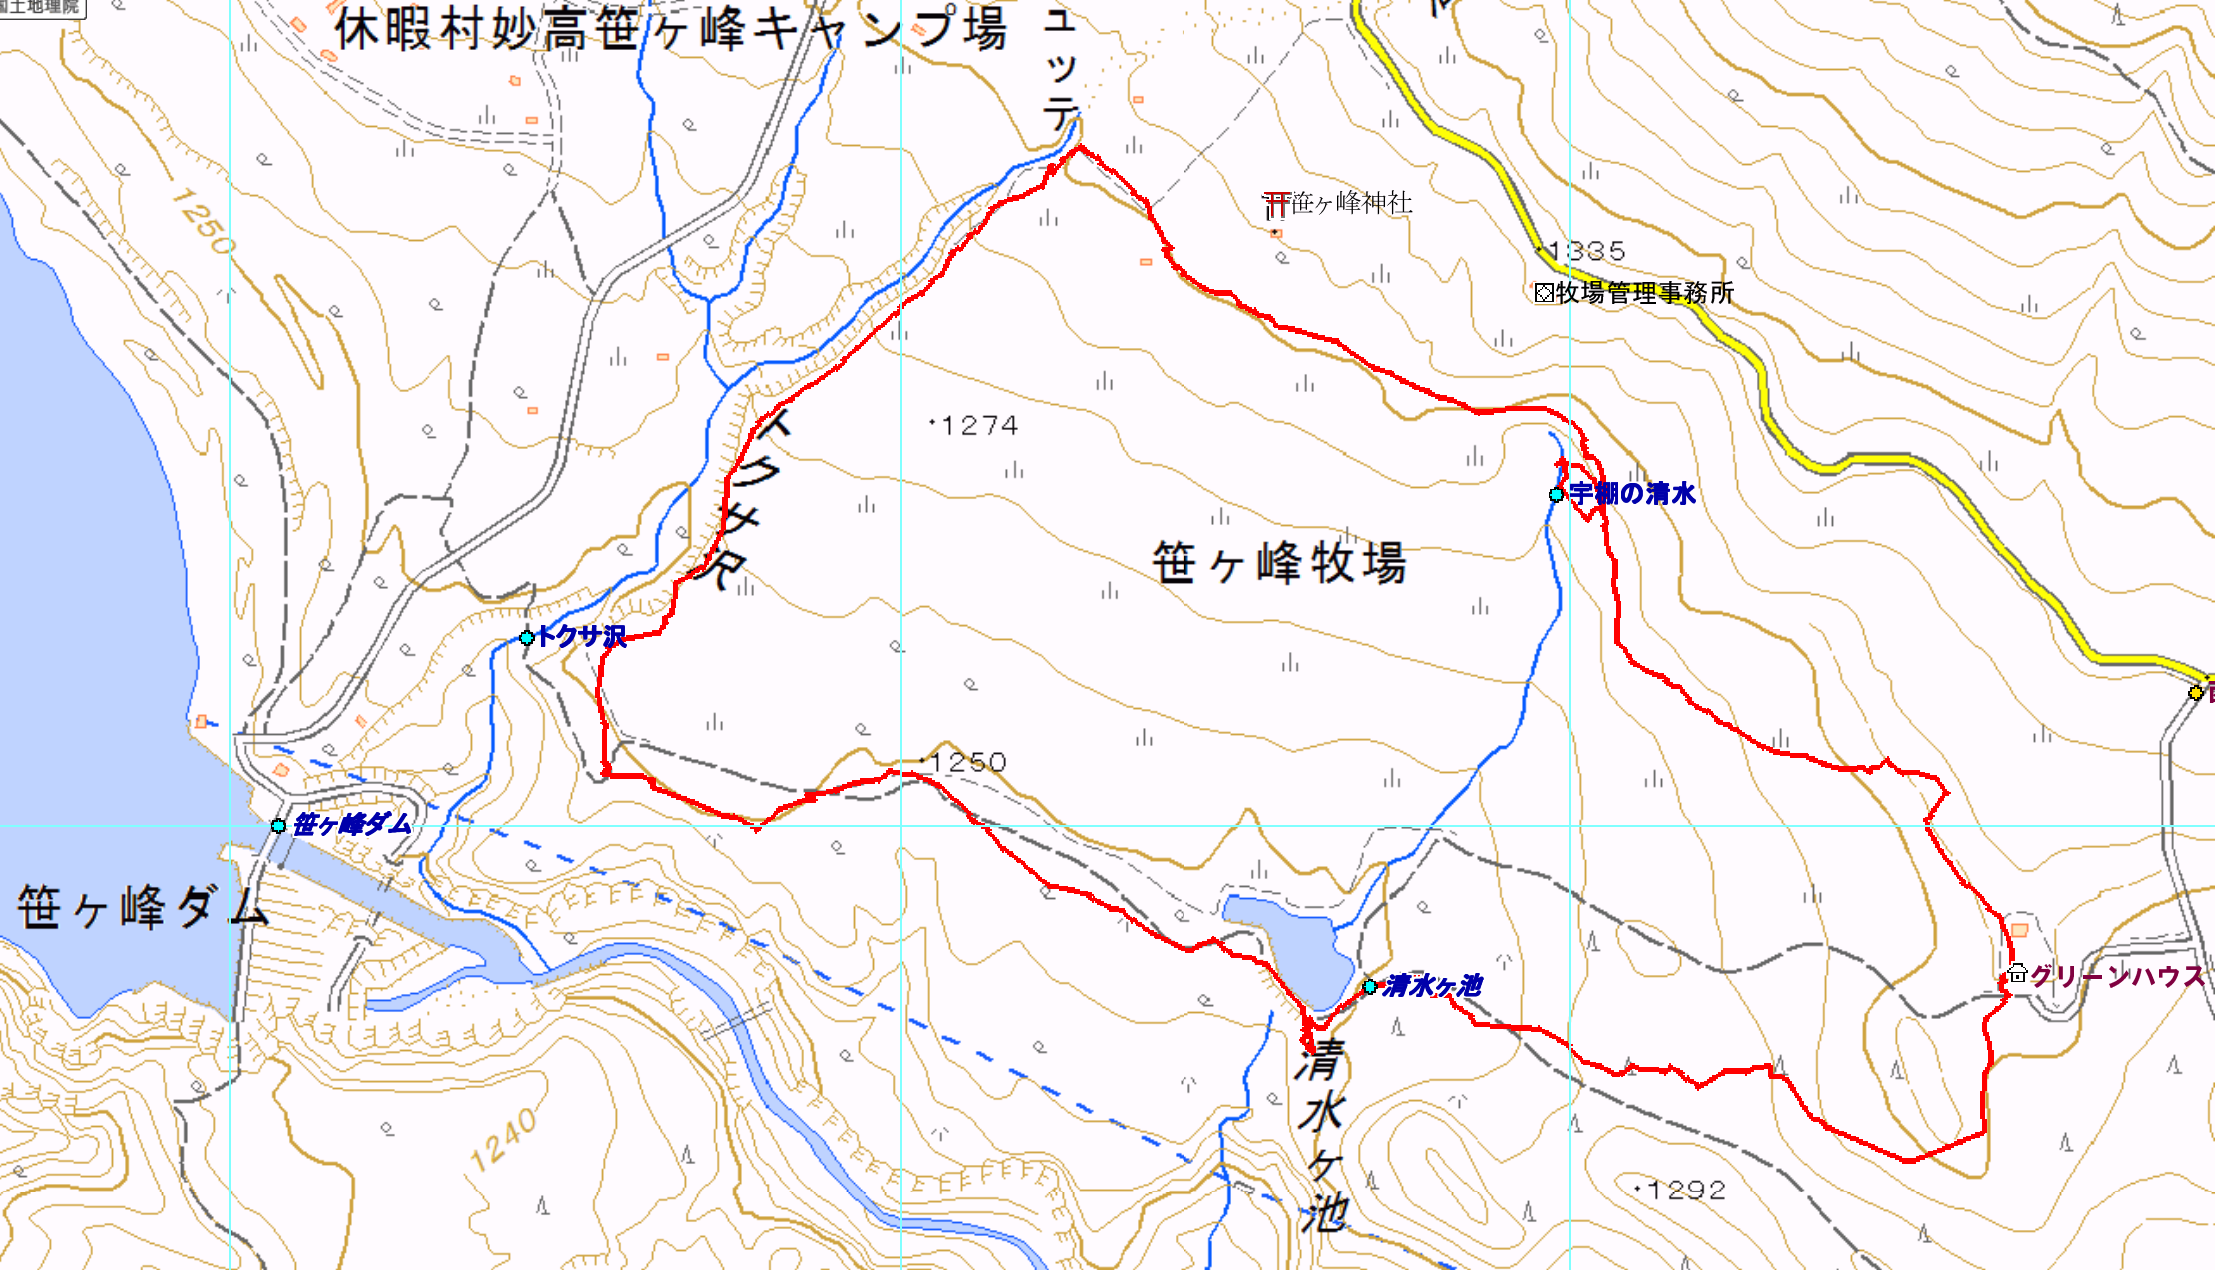 国土地理院
休暇村妙高笹ヶ峰キャンプ場
ュッテ
1250
笹ヶ峰神社
1335
牧場管理事務所
1274
トクサ沢
宇棚の清水
笹ヶ峰牧場
トクサ沢
1250
笹ヶ峰ダム
笹ヶ峰ダム
清水ヶ池
グリーンハウス
清水ヶ池
1240
1292